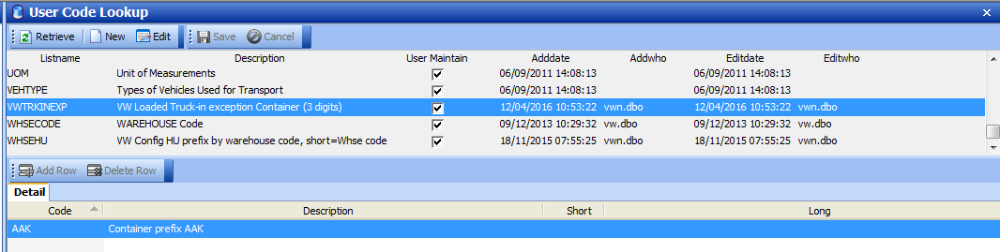 User Code Lookup
Retrieve New Edit Save Cancel
Listname Description User Maintain Adddate Addwho Editdate Editwho
UOM Unit of Measurements 06/09/2011 14:08:13 06/09/2011 14:08:13
VEHTYPE Types of Vehicles Used for Transport 06/09/2011 14:08:13 06/09/2011 14:08:13
VWTRKINEXP VW Loaded Truck-in exception Container (3 digits) 12/04/2016 10:53:22 vwn.dbo 12/04/2016 10:53:22 vwn.dbo
WHSECODE WAREHOUSE Code 09/12/2013 10:29:32 vw.dbo 09/12/2013 10:29:32 vw.dbo
WHSEHU VW Config HU prefix by warehouse code, short=Whse code 18/11/2015 07:55:25 vwn.dbo 18/11/2015 07:55:25 vwn.dbo
Add Row Delete Row
Detail
Code Description Short Long
AAK Container prefix AAK